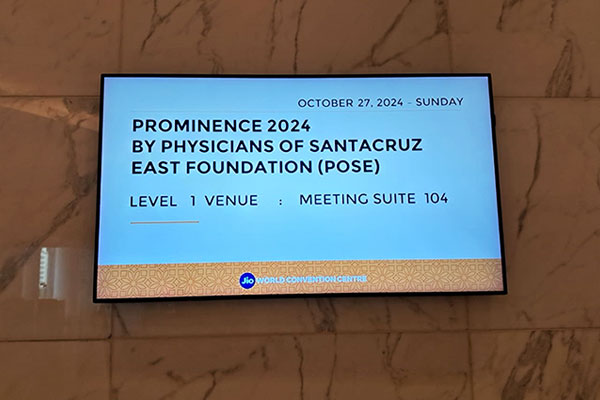 OCTOBER 27, 2024 - SUNDAY
PROMINENCE 2024
BY PHYSICIANS OF SANTACRUZ
EAST FOUNDATION (POSE)
LEVEL 1 VENUE : MEETING SUITE 104
Jio WORLD CONVENTION CENTRE